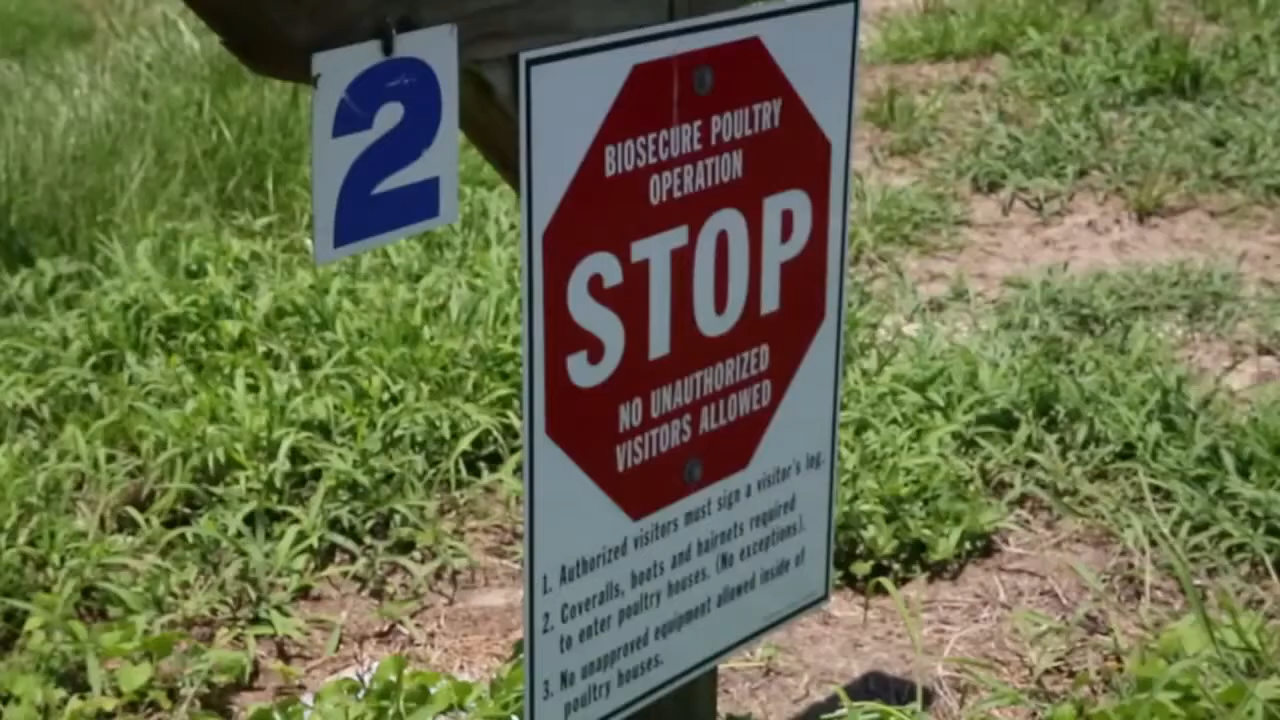 2
BIOSECURE POULTRY
OPERATION
STOP
NO UNAUTHORIZED
VISITORS ALLOWED
1. Authorized visitors must sign a visitor's log.
2. Coveralls, boots and hairnets required
to enter poultry houses. (No exceptions).
3. No unapproved equipment allowed inside of
poultry houses.